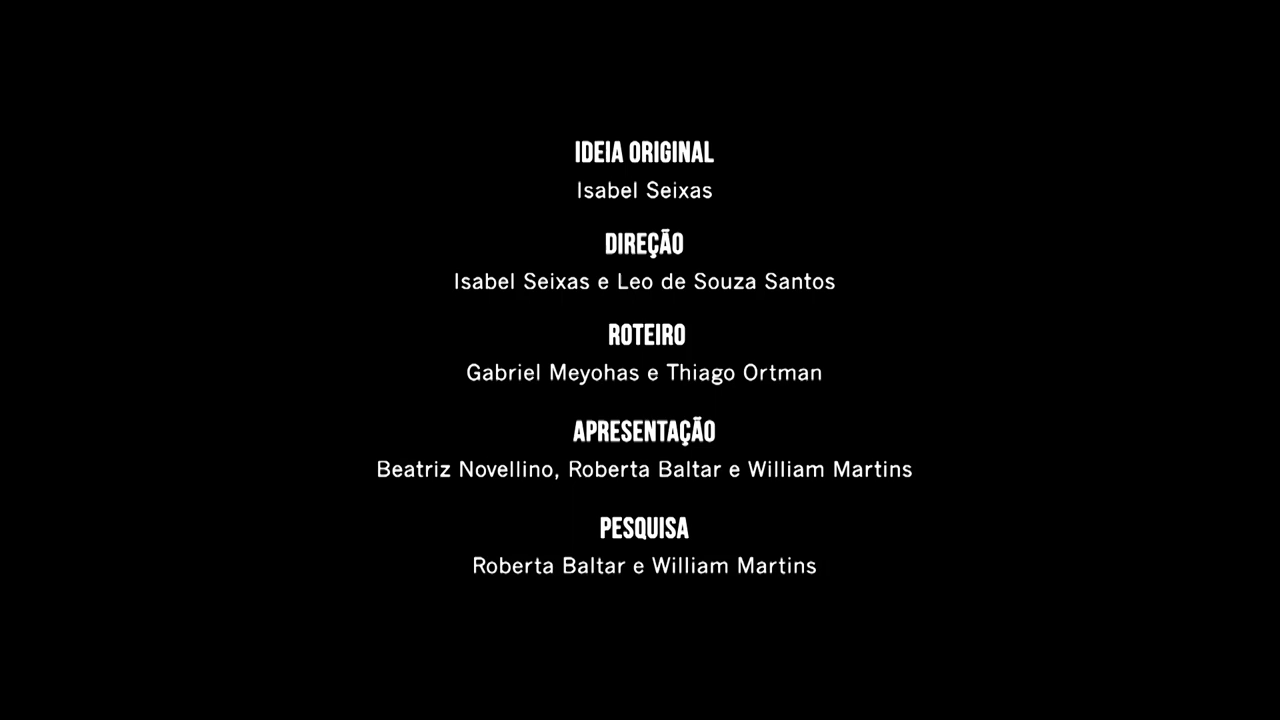 IDEIA ORIGINAL
Isabel Seixas
DIREÇÃO
Isabel Seixas e Leo de Souza Santos
ROTEIRO
Gabriel Meyohas e Thiago Ortman
APRESENTAÇÃO
Beatriz Novellino, Roberta Baltar e William Martins
PESQUISA
Roberta Baltar e William Martins